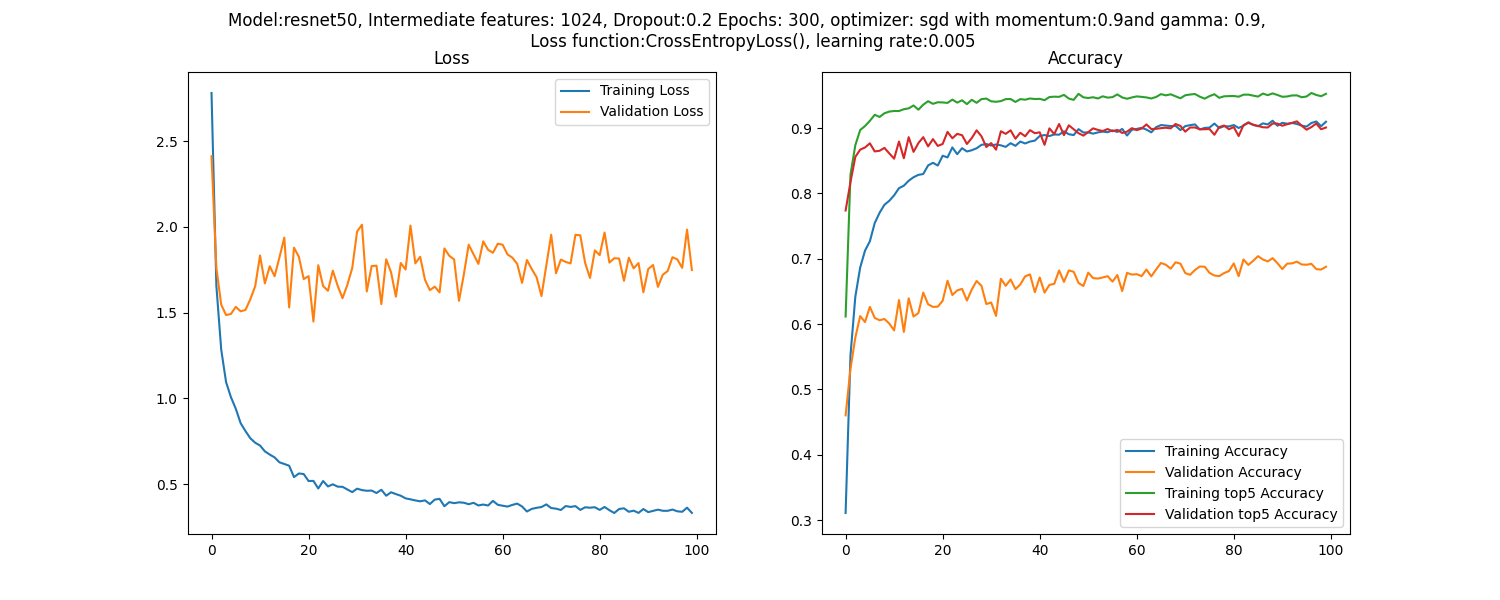 Model:resnet50, Intermediate features: 1024, Dropout:0.2 Epochs: 300, optimizer: sgd with momentum:0.9and gamma: 0.9,
Loss function:CrossEntropyLoss(), learning rate:0.005
Loss
Training Loss
Validation Loss
2.5
2.0
1.5
1.0
0.5
0 20 40 60 80 100
Accuracy
0.9
0.8
0.7
0.6
0.5
0.4
0.3
Training Accuracy
Validation Accuracy
Training top5 Accuracy
Validation top5 Accuracy
0 20 40 60 80 100